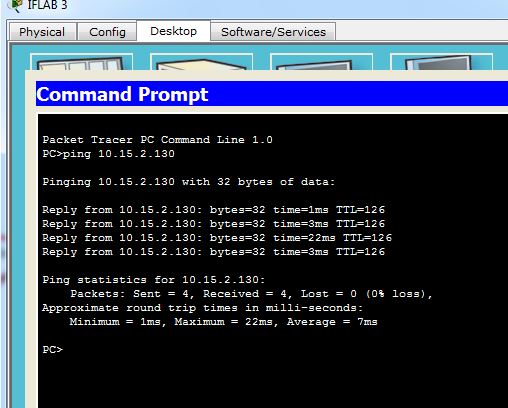 IFLAB 3
Physical Config Desktop Software/Services
Command Prompt
Packet Tracer PC Command Line 1.0
PC>ping 10.15.2.130
Pinging 10.15.2.130 with 32 bytes of data:
Reply from 10.15.2.130: bytes=32 time=1ms TTL=126
Reply from 10.15.2.130: bytes=32 time=3ms TTL=126
Reply from 10.15.2.130: bytes=32 time=22ms TTL=126
Reply from 10.15.2.130: bytes=32 time=3ms TTL=126
Ping statistics for 10.15.2.130:
Packets: Sent = 4, Received = 4, Lost = 0 (0% loss),
Approximate round trip times in milli-seconds:
Minimum = 1ms, Maximum = 22ms, Average = 7ms
PC>